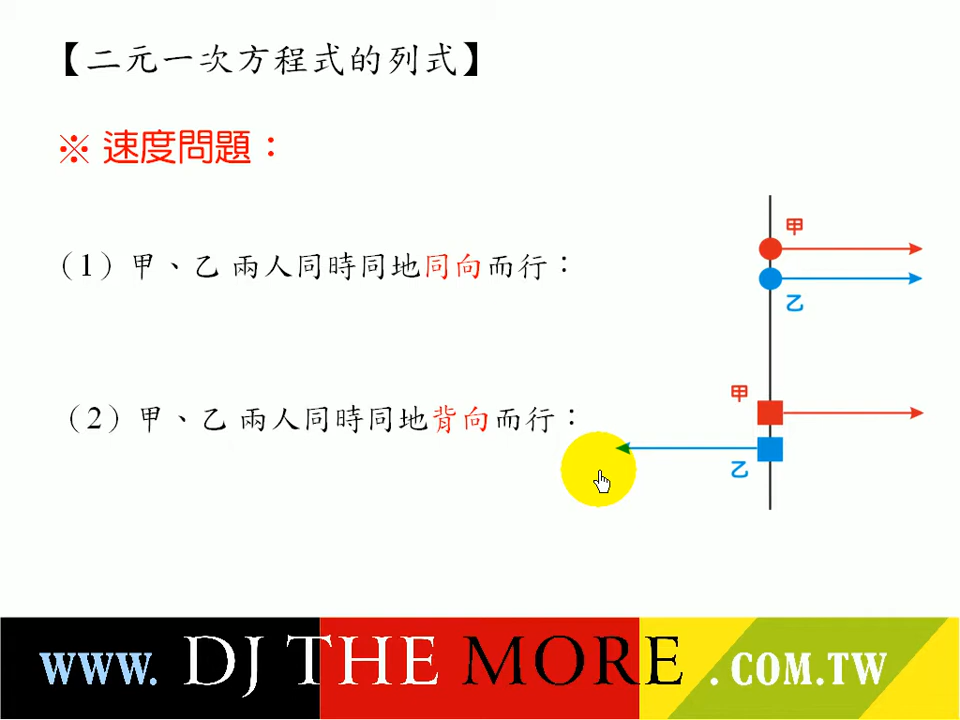 【二元一次方程式的列式】
※ 速度問題：
甲
（1）甲、乙 兩人同時同地同向而行：
乙
甲
（2）甲、乙 兩人同時同地背向而行：
乙
WWW. DJ THE MORE . COM.TW